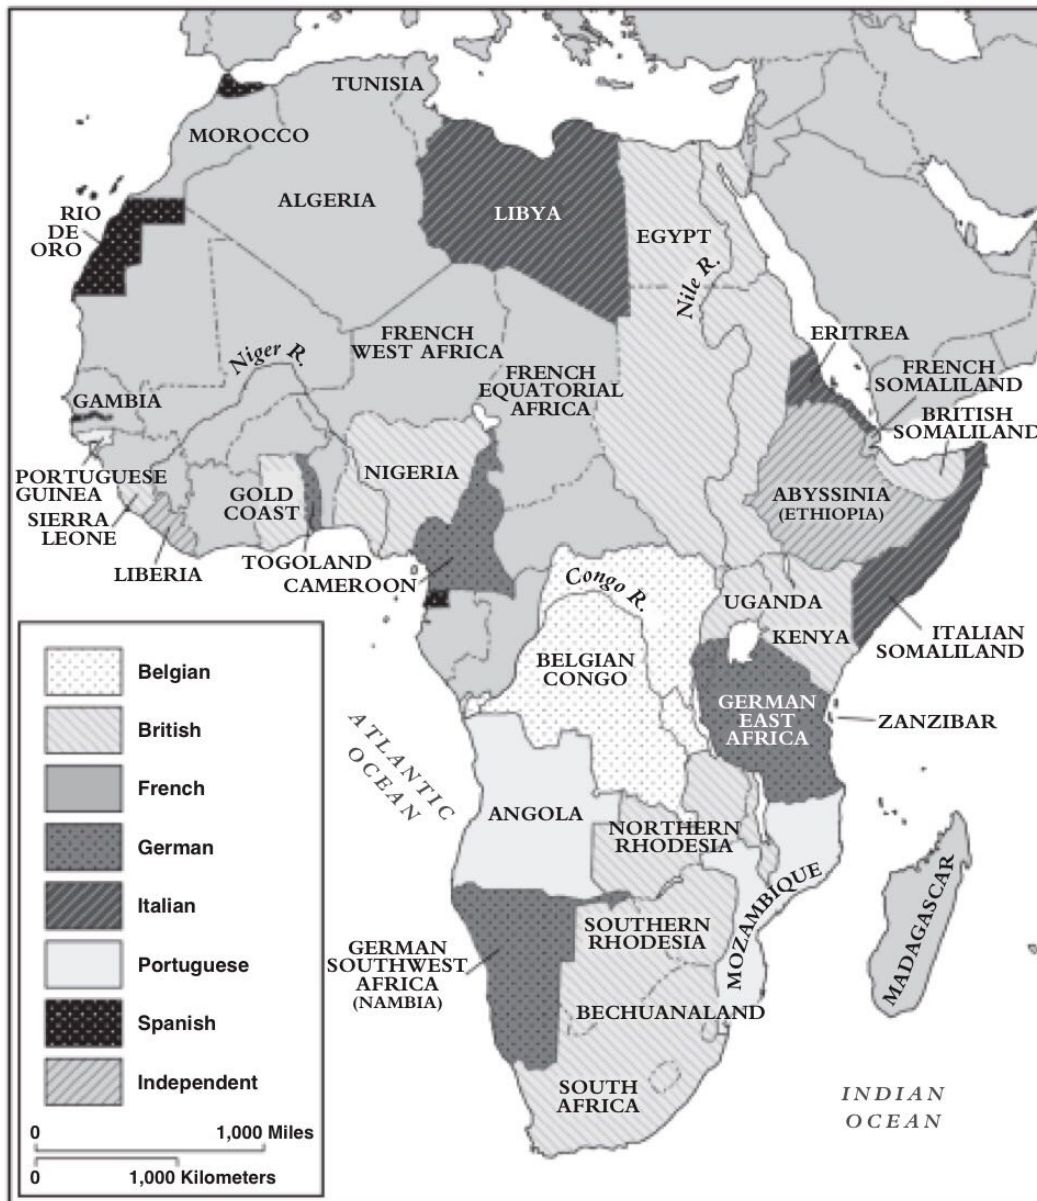 TUNISIA
MOROCCO
ALGERIA
RIO
DE
ORO
LIBYA
EGYPT
Nile R.
ERITREA
FRENCH
WEST AFRICA
Niger R.
FRENCH
EQUATORIAL
AFRICA
FRENCH
SOMALILAND
BRITISH
SOMALILAND
GAMBIA
PORTUGUESE
GUINEA
SIERRA
LEONE
LIBERIA
GOLD
COAST
TOGOLAND
NIGERIA
CAMEROON
ABYSSINIA
(ETHIOPIA)
Congo R.
UGANDA
KENYA
ITALIAN
SOMALILAND
BELGIAN
CONGO
GERMAN
EAST
AFRICA
ZANZIBAR
ATLANTIC
OCEAN
ANGOLA
NORTHERN
RHODESIA
MOZAMBIQUE
MADAGASCAR
SOUTHERN
RHODESIA
GERMAN
SOUTHWEST
AFRICA
(NAMBIA)
BECHUANALAND
SOUTH
AFRICA
INDIAN
OCEAN
Belgian
British
French
German
Italian
Portuguese
Spanish
Independent
0 1,000 Miles
0 1,000 Kilometers